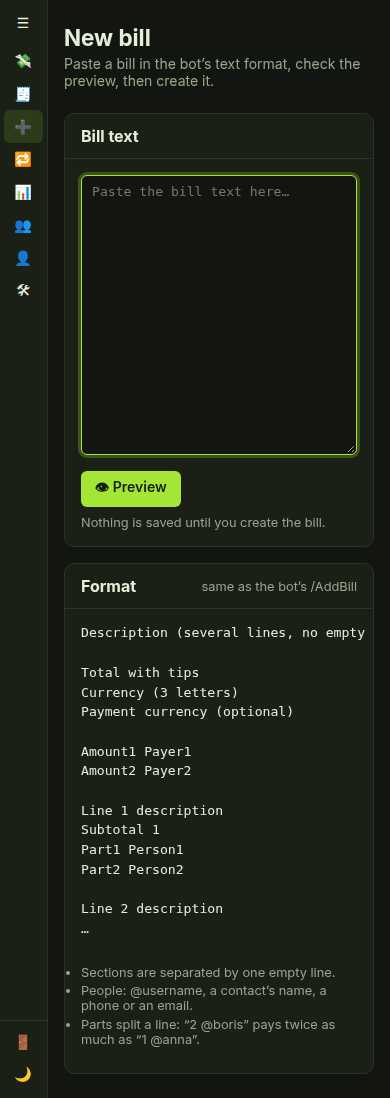 New bill
Paste a bill in the bot's text format, check the
preview, then create it.
Bill text
Paste the bill text here…
👁 Preview
Nothing is saved until you create the bill.
Format
same as the bot's /AddBill
Description (several lines, no empty
Total with tips
Currency (3 letters)
Payment currency (optional)
Amount1 Payer1
Amount2 Payer2
Line 1 description
Subtotal 1
Part1 Person1
Part2 Person2
Line 2 description
…
• Sections are separated by one empty line.
• People: @username, a contact's name, a
phone or an email.
• Parts split a line: “2 @boris” pays twice as
much as “1 @anna”.